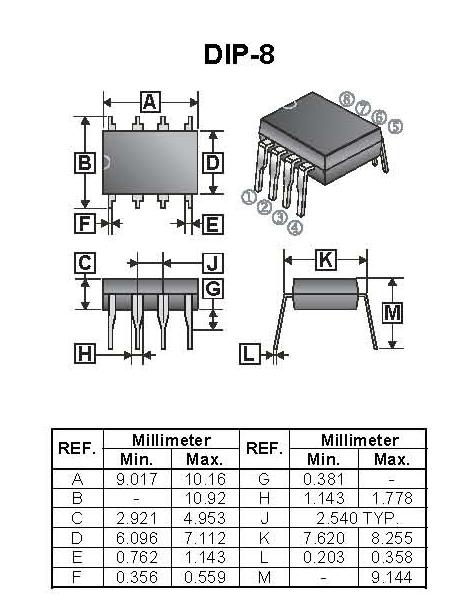 DIP-8
A
⑧ ⑦ ⑥ ⑤
B
D
F
E
① ② ③ ④
C
J
G
K
M
H
L
REF. Millimeter REF. Millimeter
Min. Max. Min. Max.
A 9.017 10.16 G 0.381 -
B - 10.92 H 1.143 1.778
C 2.921 4.953 J 2.540 TYP.
D 6.096 7.112 K 7.620 8.255
E 0.762 1.143 L 0.203 0.358
F 0.356 0.559 M - 9.144